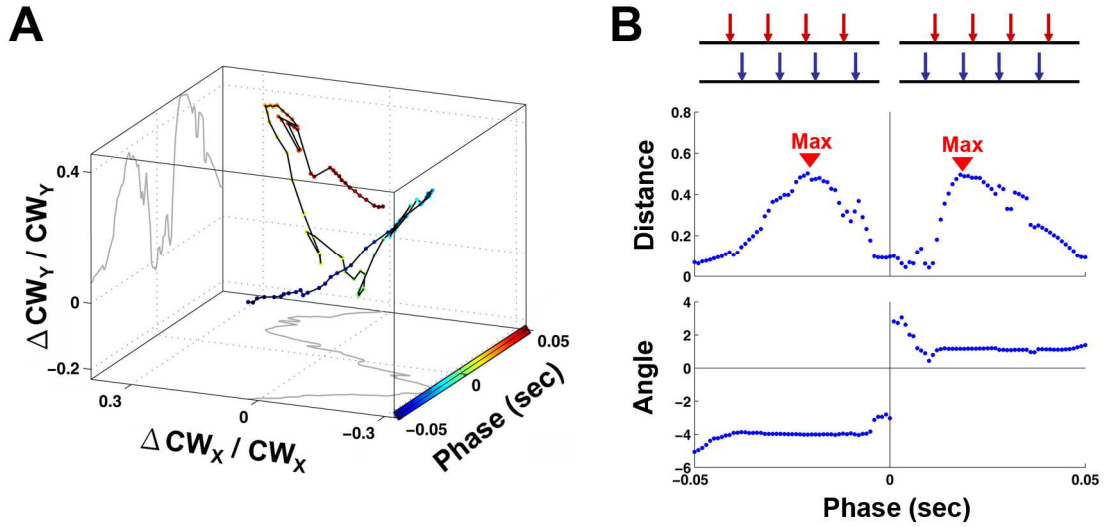 A
0.4
0
−0.2
Δ CWY / CWY
0.3
0
−0.3
Δ CWX / CWX
−0.05
0
0.05
Phase (sec)
B
0.8
0.6
0.4
0.2
0
Distance
Max
Max
4
2
0
−2
−4
−6
Angle
-0.05
0
0.05
Phase (sec)